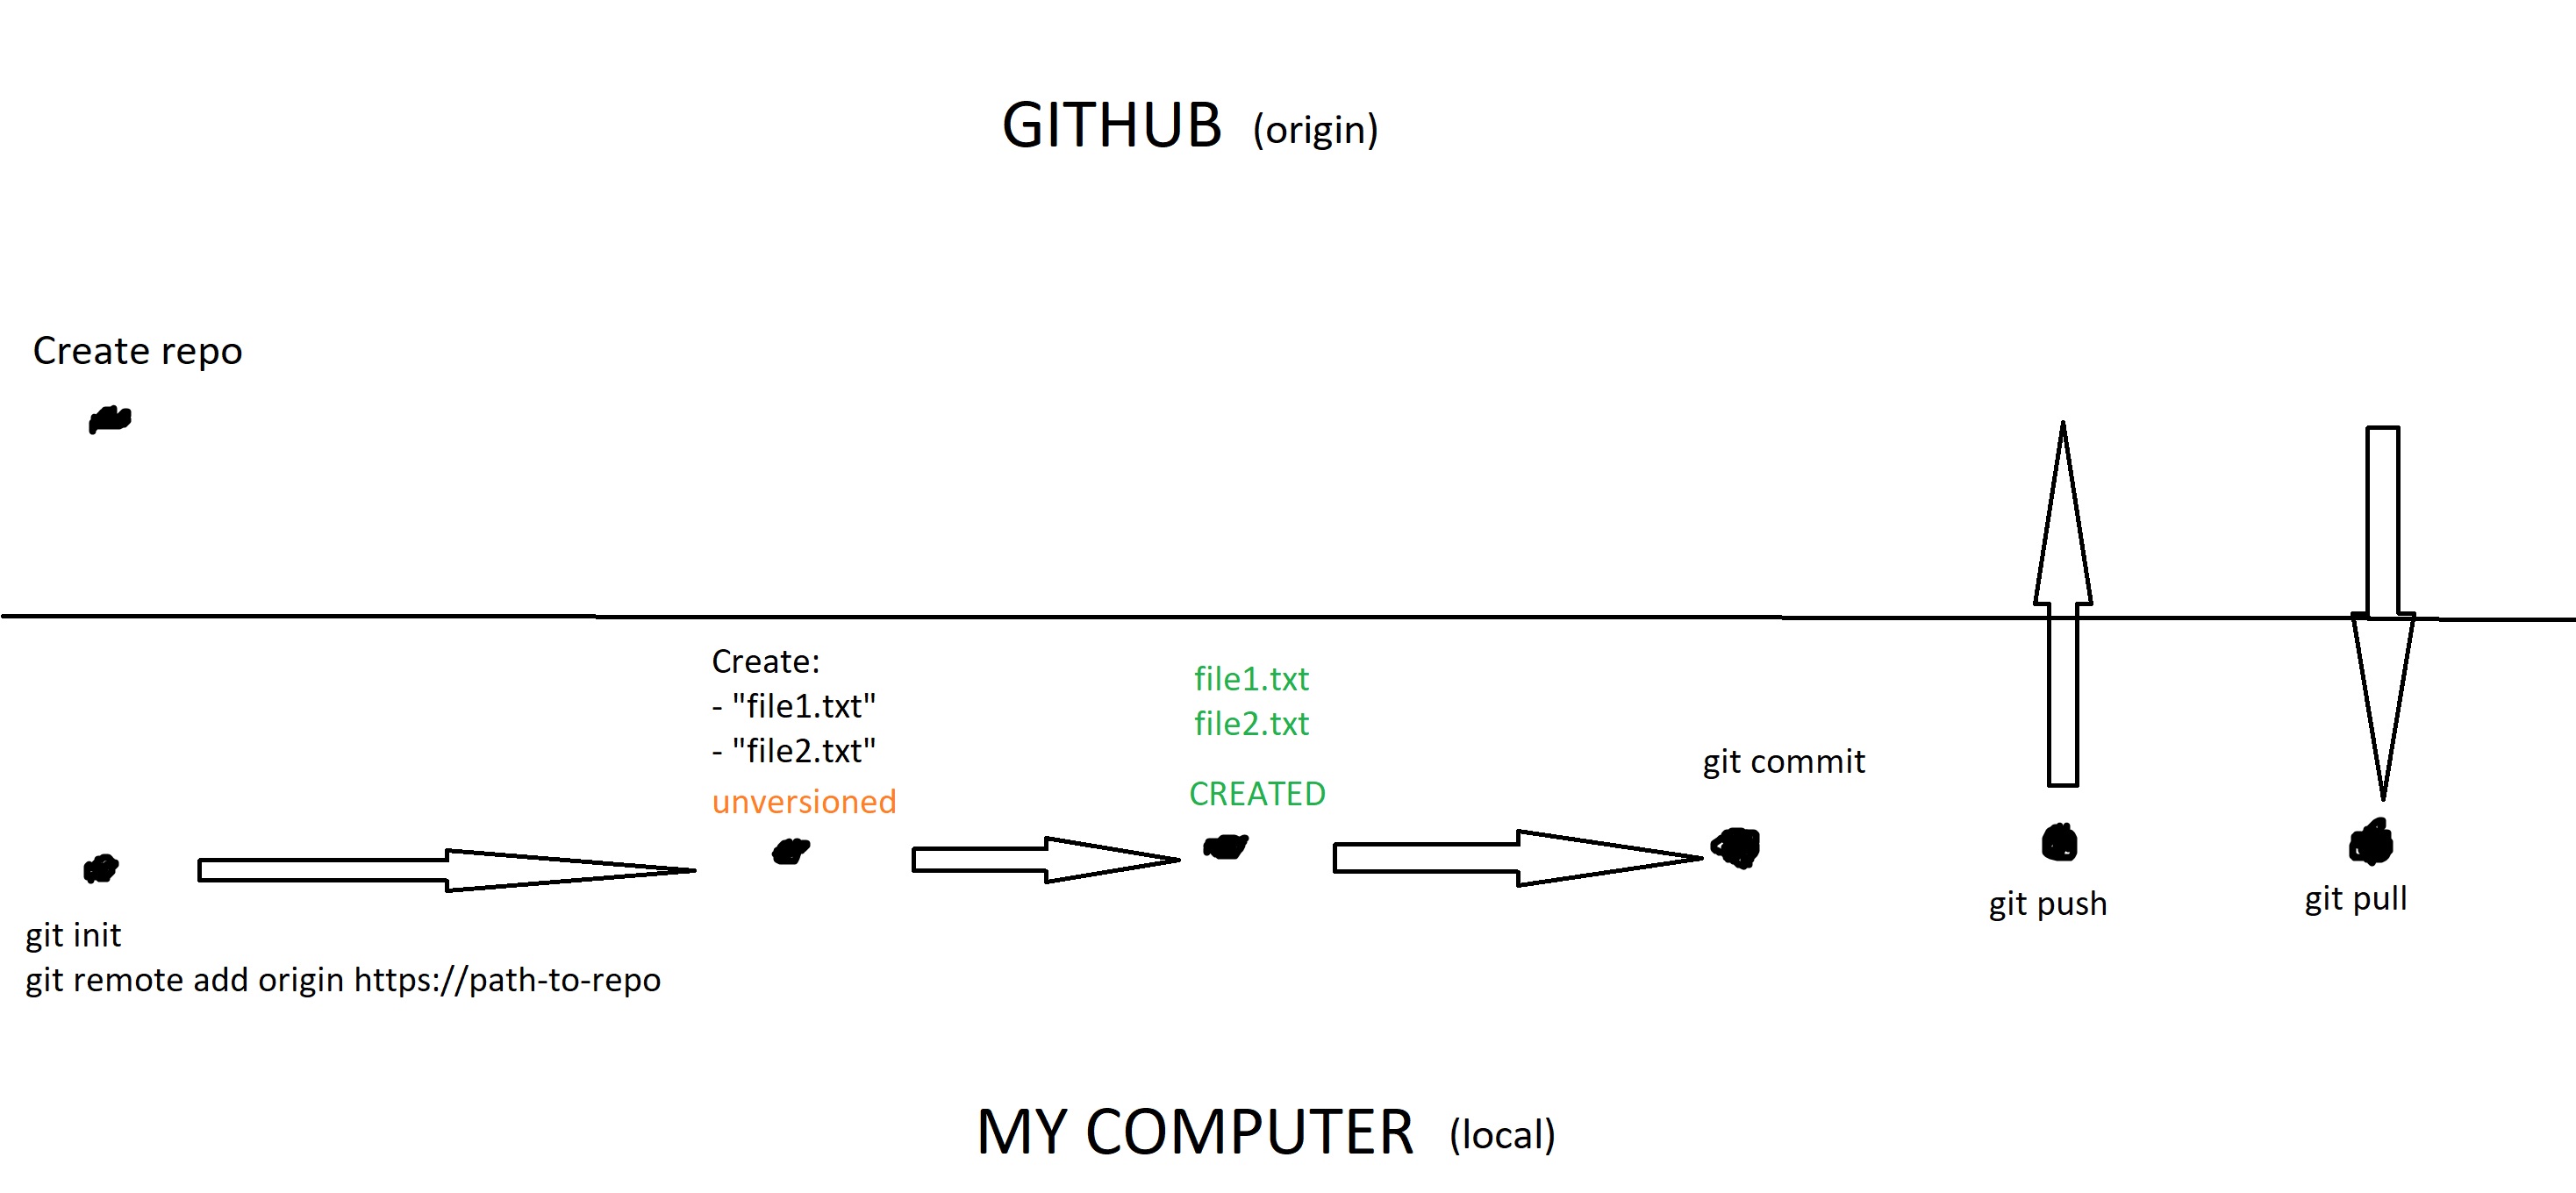 GITHUB (origin)
Create repo
Create:
- "file1.txt"
- "file2.txt"
unversioned
file1.txt
file2.txt
CREATED
git commit
git push
git pull
git init
git remote add origin https://path-to-repo
MY COMPUTER (local)